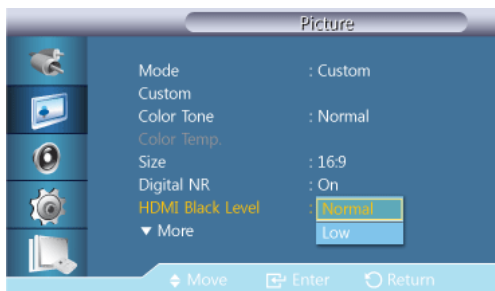 Picture
Mode : Custom
Custom
Color Tone : Normal
Color Temp.
Size : 16:9
Digital NR : On
HDMI Black Level : Normal
▼ More Low
Move Enter Return